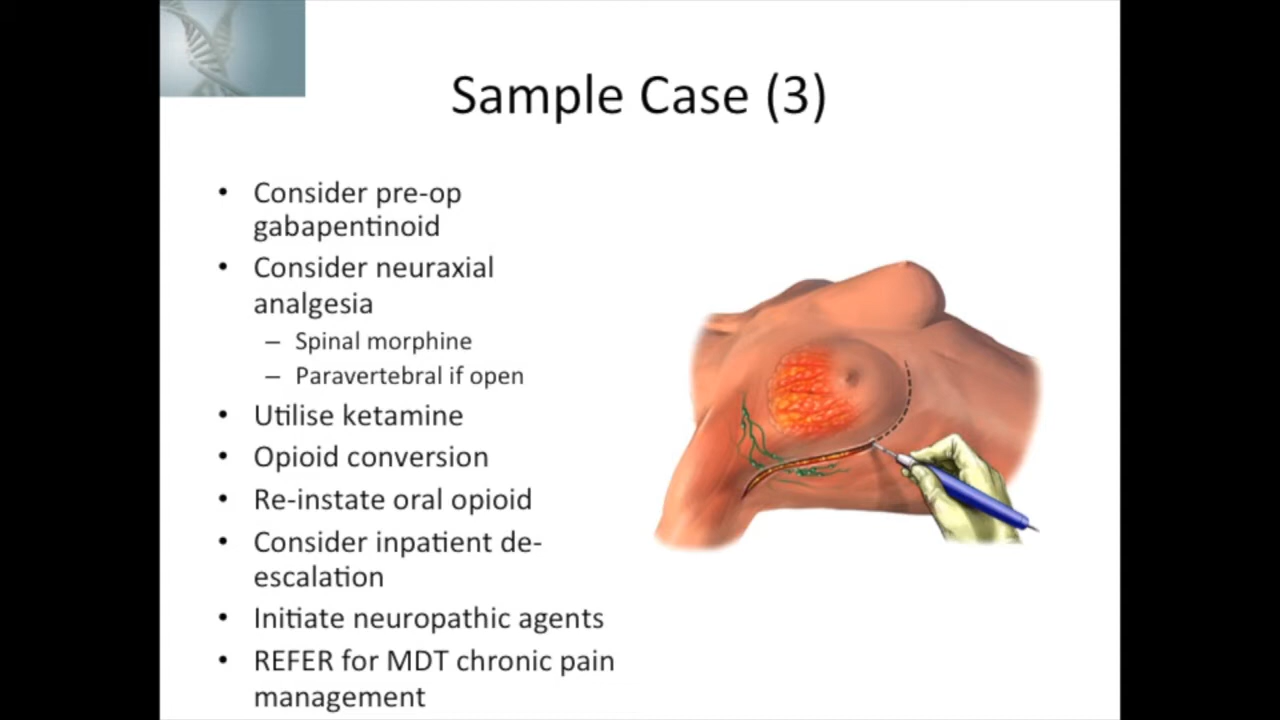 Sample Case (3)
• Consider pre-op
gabapentinoid
• Consider neuraxial
analgesia
– Spinal morphine
– Paravertebral if open
• Utilise ketamine
• Opioid conversion
• Re-instate oral opioid
• Consider inpatient de-
escalation
• Initiate neuropathic agents
• REFER for MDT chronic pain
management